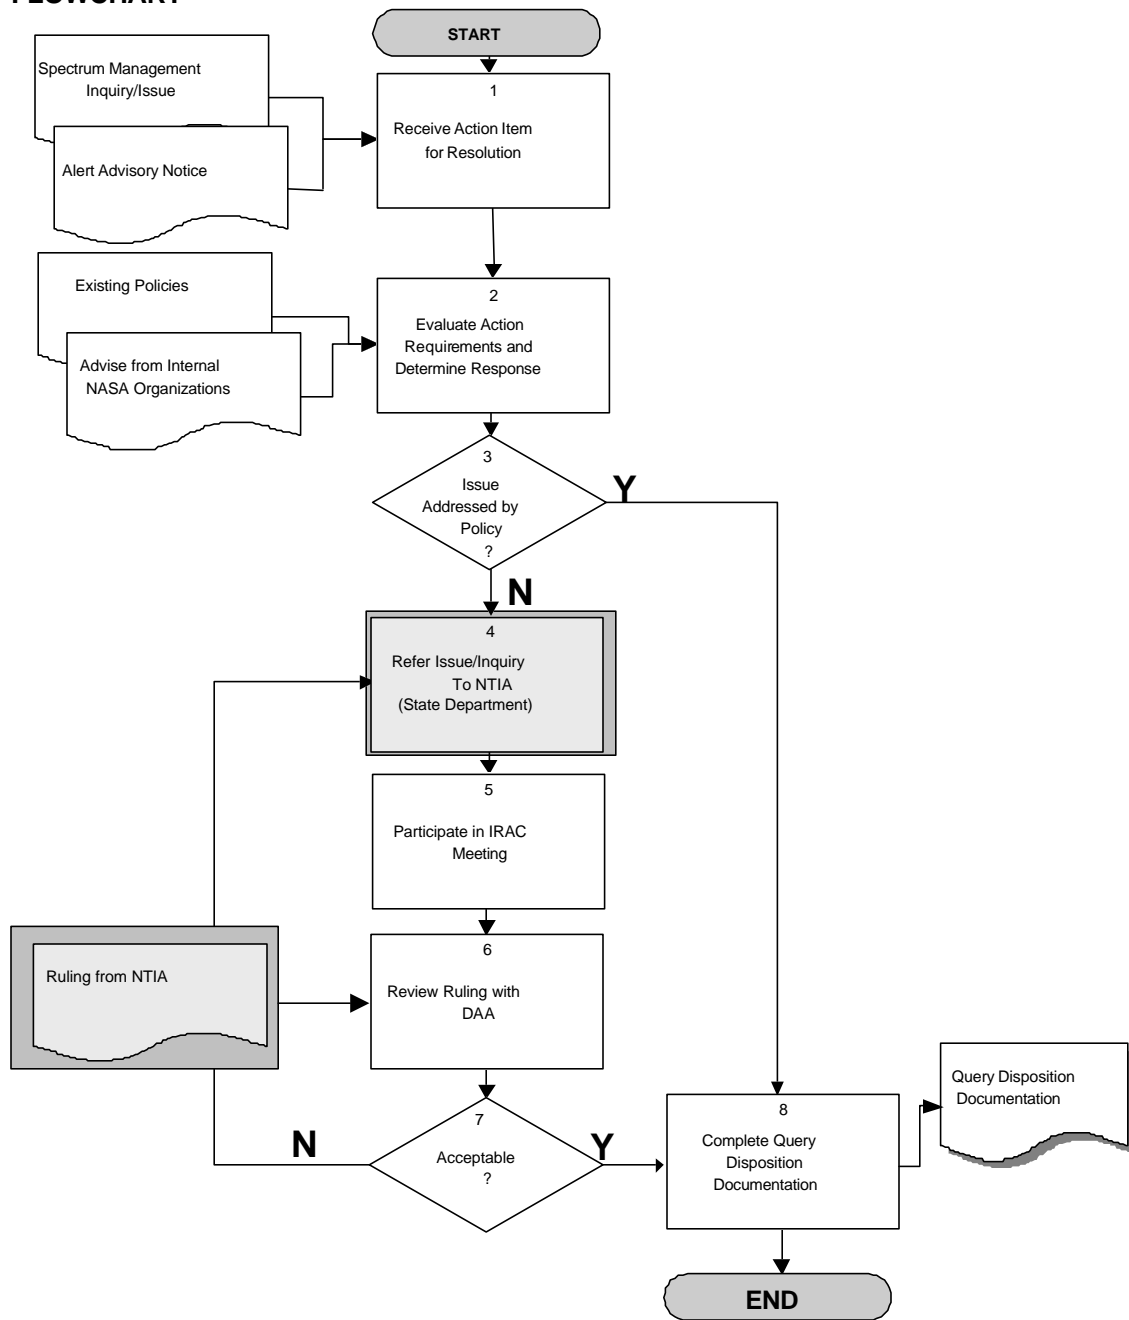 FLOWCHART
START
Spectrum Management
Inquiry/Issue
Alert Advisory Notice
1
Receive Action Item
for Resolution
Existing Policies
Advise from Internal
NASA Organizations
2
Evaluate Action
Requirements and
Determine Response
3
Issue
Addressed by
Policy
?
Y
N
4
Refer Issue/Inquiry
To NTIA
(State Department)
5
Participate in IRAC
Meeting
Ruling from NTIA
6
Review Ruling with
DAA
7
Acceptable
?
N
Y
8
Complete Query
Disposition
Documentation
Query Disposition
Documentation
END